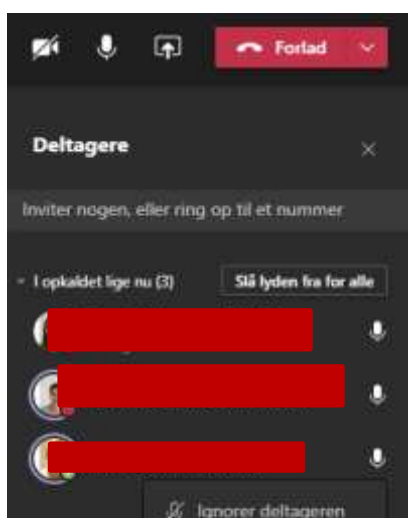 Forlad
Deltagere
Inviter nogen, eller ring op til et nummer
I opkaldet lige nu (3) Slå lyden fra for alle
Ignorer deltageren